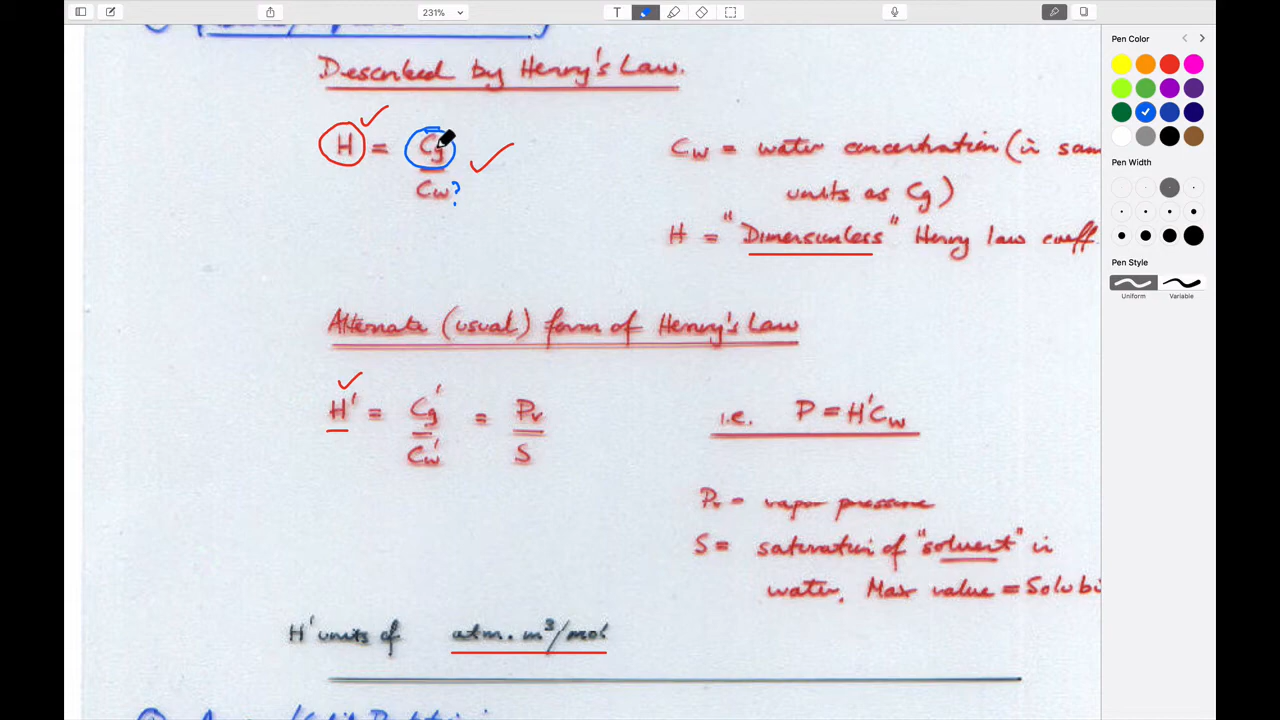 231%
T
Pen Color
Described by Henry's Law.
H = Cg
Cw ?
Cw = water concentration (in sam
units as Cg)
H = "Dimensionless" Henry law coeff.
Pen Width
Pen Style
Uniform
Variable
Alternate (usual) form of Henry's Law
H' = Cg' = Pv
Cw' S
i.e. P = H'Cw
Pv = vapor pressure
S = saturation of "solvent" in
water. Max value = Solubi
H' units of atm. m³/mol